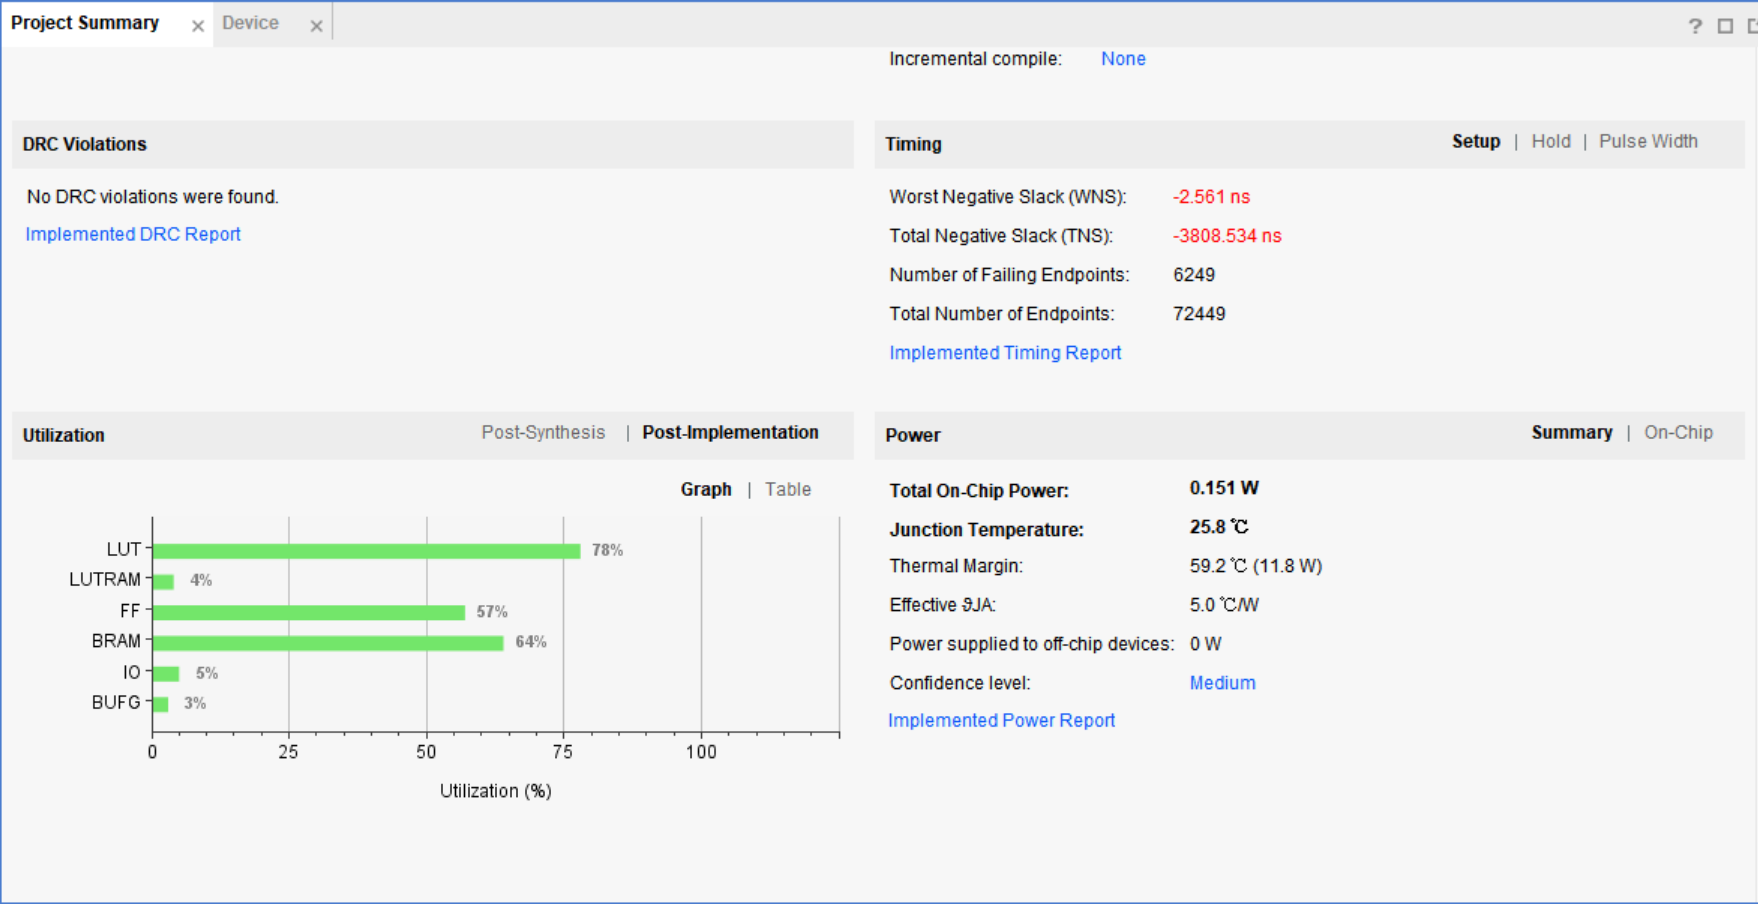 Project Summary × Device × ?
Incremental compile: None
DRC Violations
No DRC violations were found.
Implemented DRC Report
Timing Setup | Hold | Pulse Width
Worst Negative Slack (WNS): -2.561 ns
Total Negative Slack (TNS): -3808.534 ns
Number of Failing Endpoints: 6249
Total Number of Endpoints: 72449
Implemented Timing Report
Utilization Post-Synthesis | Post-Implementation
Graph | Table
LUT 78%
LUTRAM 4%
FF 57%
BRAM 64%
IO 5%
BUFG 3%
0 25 50 75 100
Utilization (%)
Power Summary | On-Chip
Total On-Chip Power: 0.151 W
Junction Temperature: 25.8 °C
Thermal Margin: 59.2 °C (11.8 W)
Effective ϑJA: 5.0 °C/W
Power supplied to off-chip devices: 0 W
Confidence level: Medium
Implemented Power Report